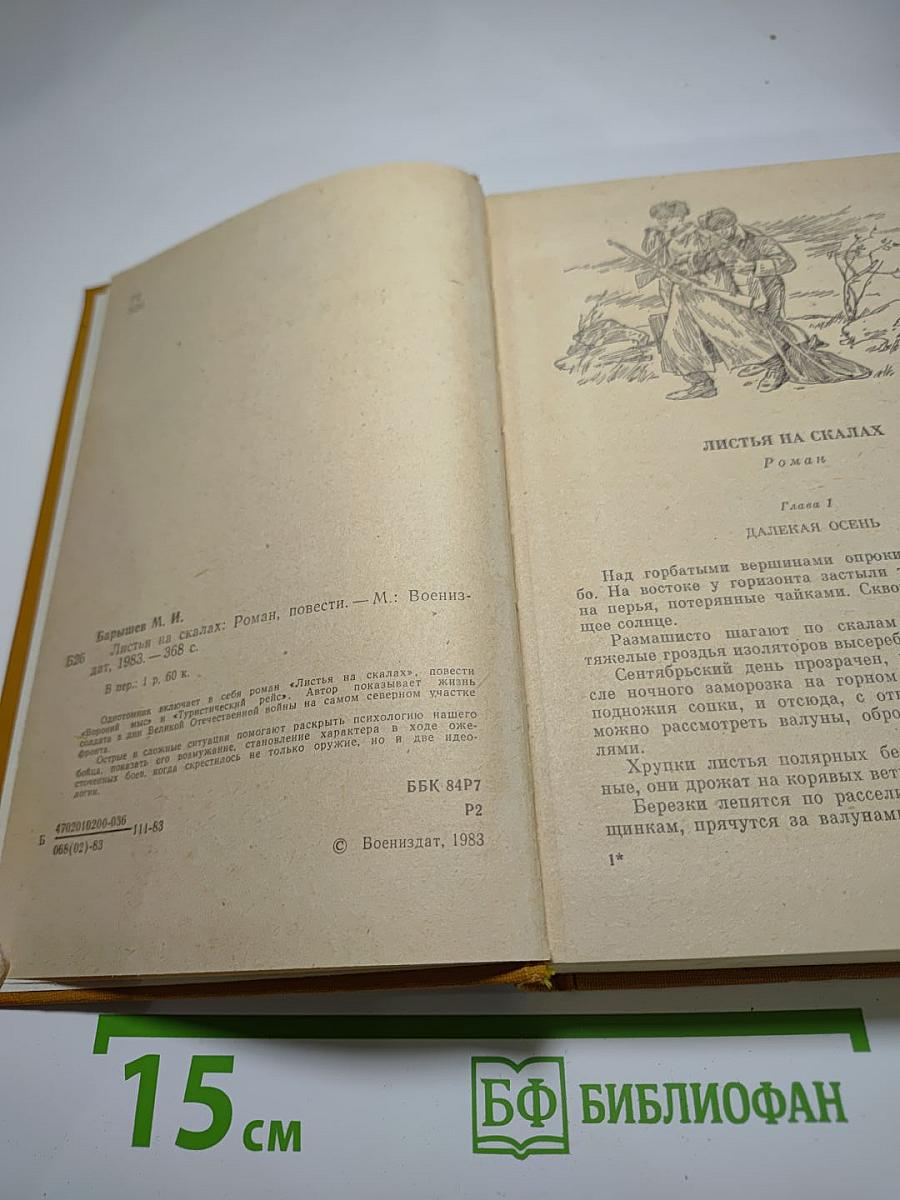 Барышев М. И.
Б26 Листья на скалах: Роман, повести. — М.: Воениз-
дат, 1983. — 368 с.
В пер.: 1 р. 60 к.
Однотомник включает в себя роман «Листья на скалах», повести
«Вороний мыс» и «Туристический рейс». Автор показывает жизнь
солдата в дни Великой Отечественной войны на самом северном участке
фронта.
Острые и сложные ситуации помогают раскрыть психологию нашего
бойца, показать его возмужание, становление характера в ходе оже-
сточенных боев, когда скрестилось не только оружие, но и две идео-
логии.
Б 4702010200-036
068(02)-83 111-83
ББК 84Р7
Р2
© Воениздат, 1983
ЛИСТЬЯ НА СКАЛАХ
Роман
Глава 1
ДАЛЕКАЯ ОСЕНЬ
Над горбатыми вершинами опроки
бо. На востоке у горизонта застыли
на перья, потерянные чайками. Сквo
щее солнце.
Размашисто шагают по скалам
тяжелые гроздья изоляторов высереб
Сентябрьский день прозрачен,
сле ночного заморозка на горном
подножия сопки, и отсюда, с от
можно рассмотреть валуны, обро
лями.
Хрупки листья полярных бе
ные, они дрожат на корявых вет
Березки лепятся по рассели
щинкам, прячутся за валунам
1*
15 см
БФ БИБЛИОФАН